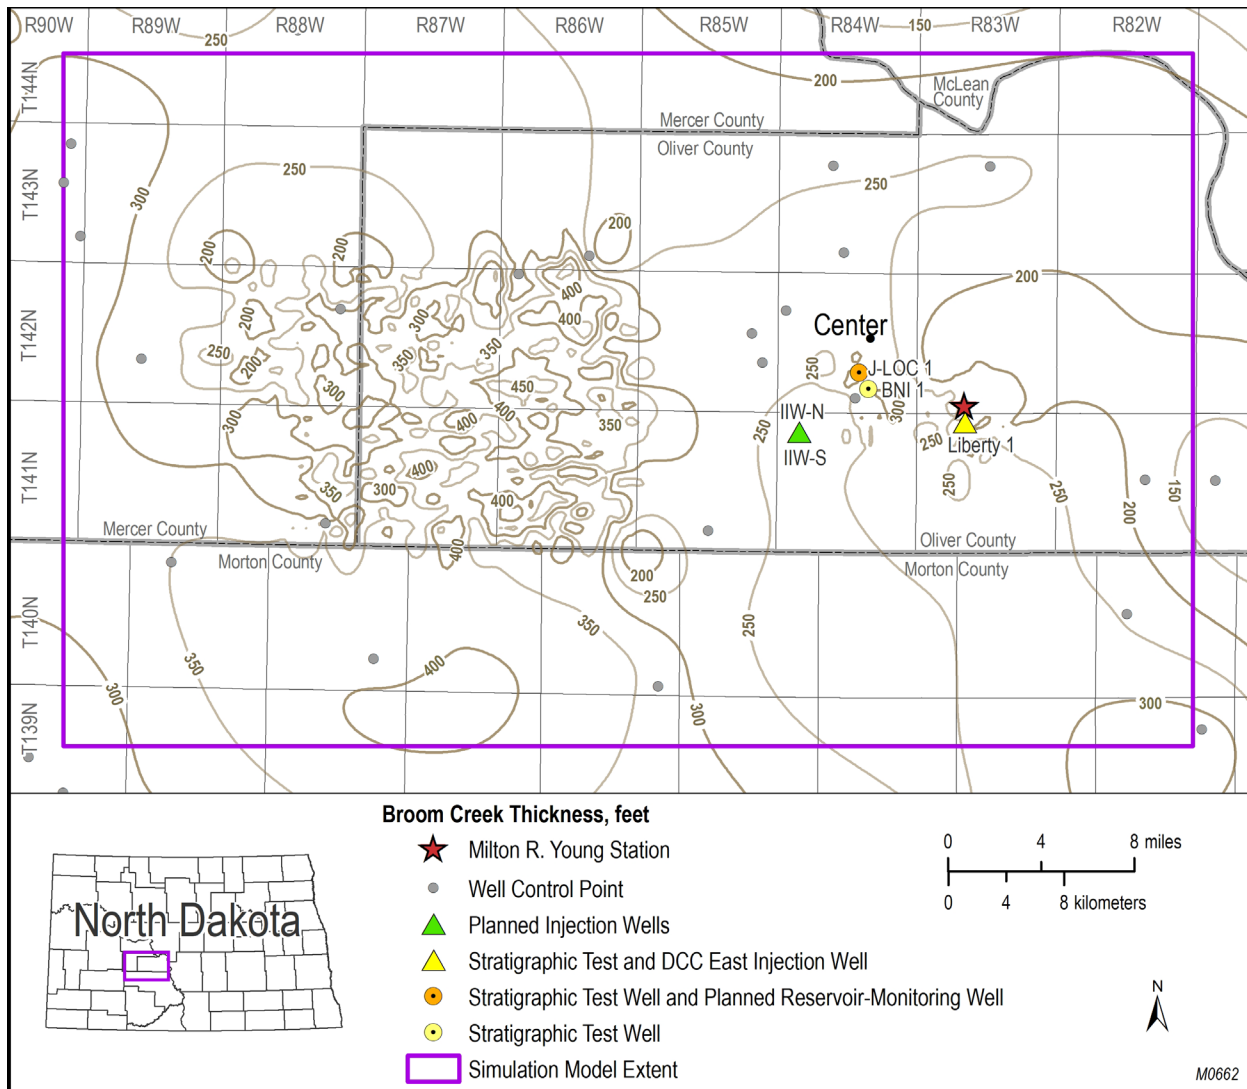 R90W R89W R88W R87W R86W R85W R84W R83W R82W
250
150
T144N
200
McLean
County
Mercer County
Oliver County
T143N
300
250
250
200
200
200
200
400
T142N
200
300
400
Center
250
350
350
250
J-LOC 1
200
300
450
BNI 1
300
400
IIW-N
300
400
350
250
250
Liberty 1
IIW-S
T141N
400
350
300
250
250
150
400
200
Mercer County
400
Oliver County
Morton County
200
Morton County
250
T140N
350
250
350
400
300
300
300
T139N
Broom Creek Thickness, feet
Milton R. Young Station
Well Control Point
Planned Injection Wells
Stratigraphic Test and DCC East Injection Well
Stratigraphic Test Well and Planned Reservoir-Monitoring Well
Stratigraphic Test Well
Simulation Model Extent
North Dakota
0 4 8 miles
0 4 8 kilometers
N
M0662